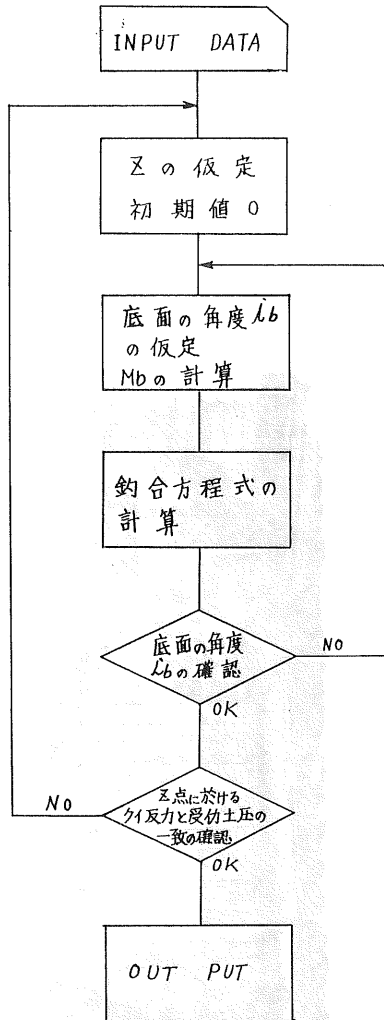 INPUT DATA
Zの仮定
初期値0
底面の角度ib
の仮定
Mbの計算
釣合方程式の
計算
底面の角度
ibの確認
NO
OK
Z点に於ける
クイ反力と受仂土圧の
一致の確認
NO
OK
OUT PUT